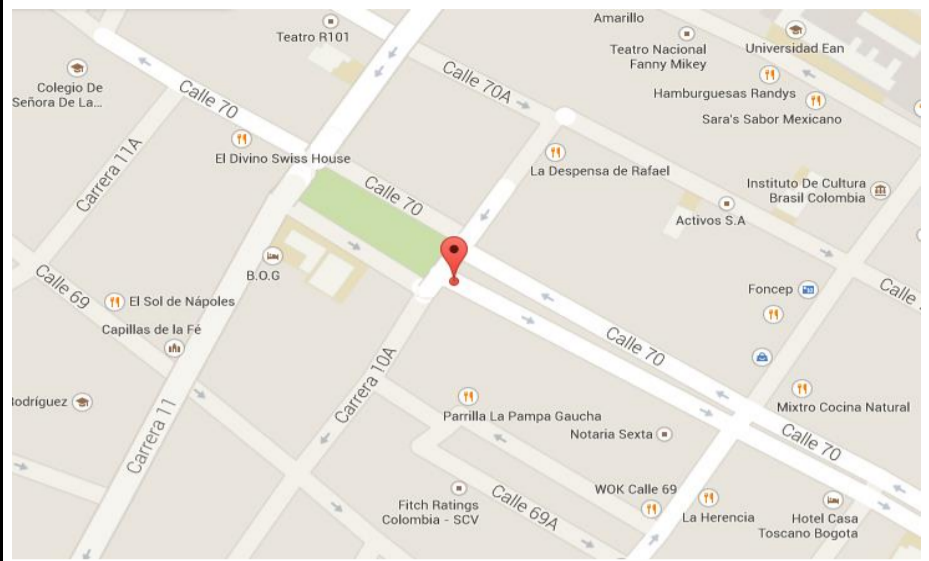 Amarillo
Teatro R101
Teatro Nacional
Fanny Mikey
Universidad Ean
Colegio De
Señora De La...
Calle 70
Calle 70A
Hamburguesas Randys
Sara's Sabor Mexicano
El Divino Swiss House
La Despensa de Rafael
Carrera 11A
Calle 70
Instituto De Cultura
Brasil Colombia
Activos S.A
B.O.G
Calle 69
El Sol de Nápoles
Foncep
Calle
Capillas de la Fé
Calle 70
Carrera 10A
odríguez
Parrilla La Pampa Gaucha
Mixtro Cocina Natural
Carrera 11
Notaria Sexta
Calle 70
WOK Calle 69
Fitch Ratings
Colombia - SCV
Calle 69A
La Herencia
Hotel Casa
Toscano Bogota